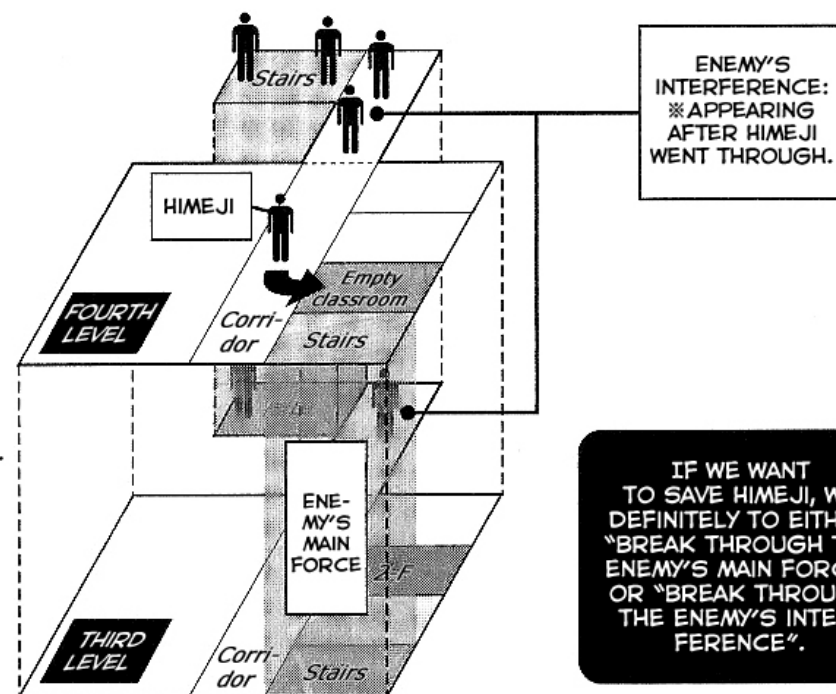 Stairs
ENEMY'S
INTERFERENCE:
※APPEARING
AFTER HIMEJI
WENT THROUGH.
HIMEJI
Empty
classroom
FOURTH
LEVEL
Corri-
dor
Stairs
ENE-
MY'S
MAIN
FORCE
2-F
THIRD
LEVEL
Corri-
dor
Stairs
IF WE WANT
TO SAVE HIMEJI, W
DEFINITELY TO EITH
"BREAK THROUGH T
ENEMY'S MAIN FORC
OR "BREAK THROU
THE ENEMY'S INTE
FERENCE".